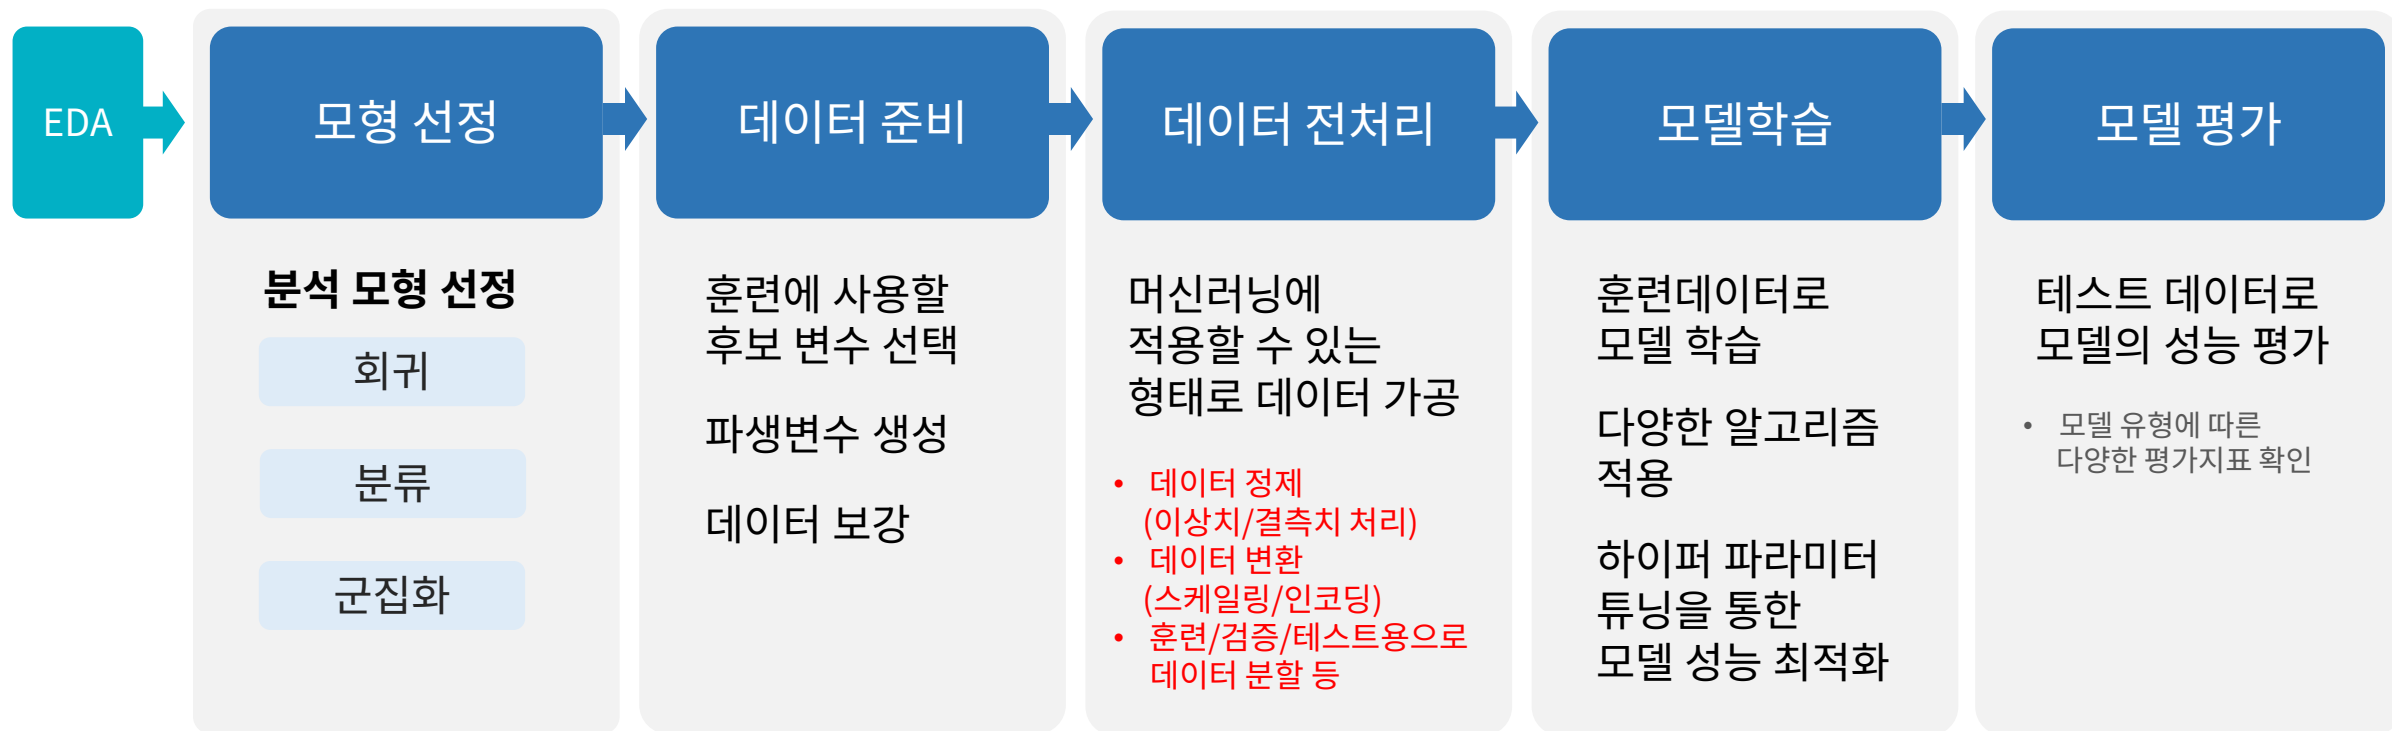 EDA
모형 선정
데이터 준비
데이터 전처리
모델학습
모델 평가
분석 모형 선정
회귀
분류
군집화
훈련에 사용할
후보 변수 선택
파생변수 생성
데이터 보강
머신러닝에
적용할 수 있는
형태로 데이터 가공
• 데이터 정제
(이상치/결측치 처리)
• 데이터 변환
(스케일링/인코딩)
• 훈련/검증/테스트용으로
데이터 분할 등
훈련데이터로
모델 학습
다양한 알고리즘
적용
하이퍼 파라미터
튜닝을 통한
모델 성능 최적화
테스트 데이터로
모델의 성능 평가
• 모델 유형에 따른
다양한 평가지표 확인